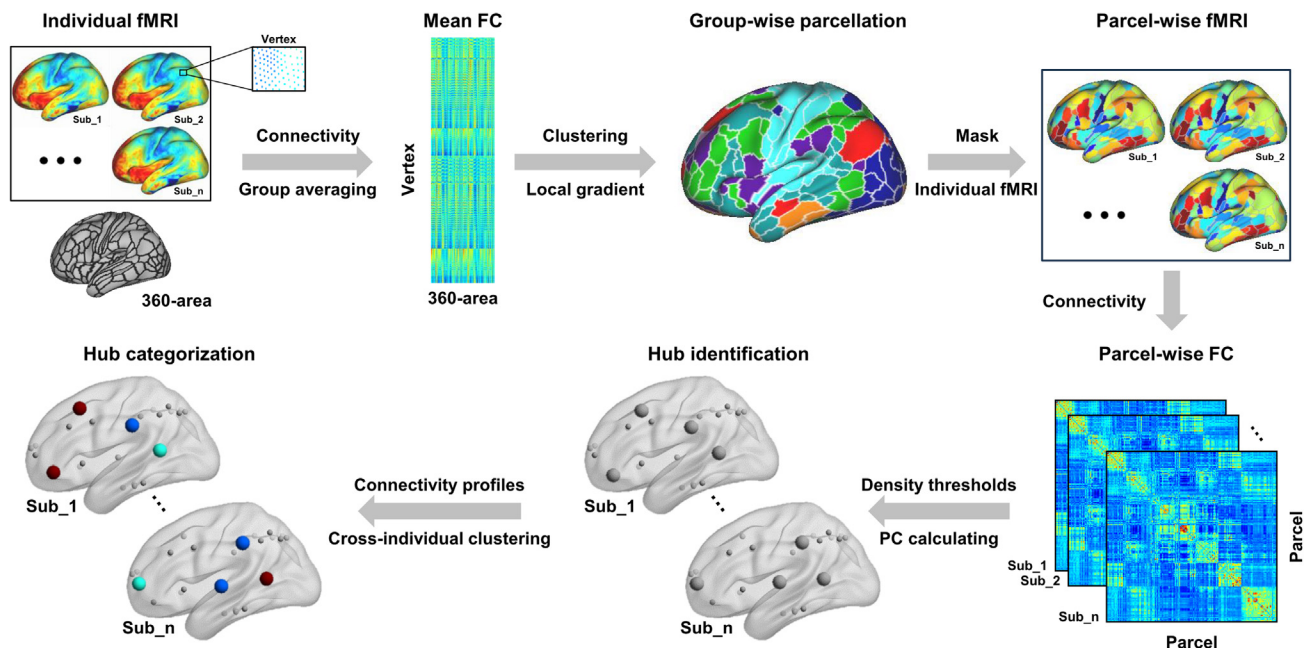 Individual fMRI
Vertex
Sub_1
Sub_2
Sub_n
360-area
Connectivity
Group averaging
Mean FC
Vertex
360-area
Clustering
Local gradient
Group-wise parcellation
Mask
Individual fMRI
Parcel-wise fMRI
Sub_1
Sub_2
Sub_n
Connectivity
Parcel-wise FC
Sub_1
Sub_2
Sub_n
Parcel
Parcel
Density thresholds
PC calculating
Hub identification
Sub_1
Sub_n
Connectivity profiles
Cross-individual clustering
Hub categorization
Sub_1
Sub_n